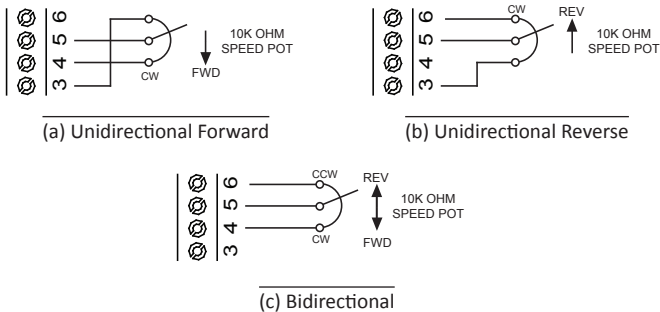 6
5
4
3
CW
10K OHM
SPEED POT
FWD
(a) Unidirectional Forward
6
5
4
3
CW
REV
10K OHM
SPEED POT
(b) Unidirectional Reverse
6
5
4
3
CCW
CW
REV
10K OHM
SPEED POT
FWD
(c) Bidirectional